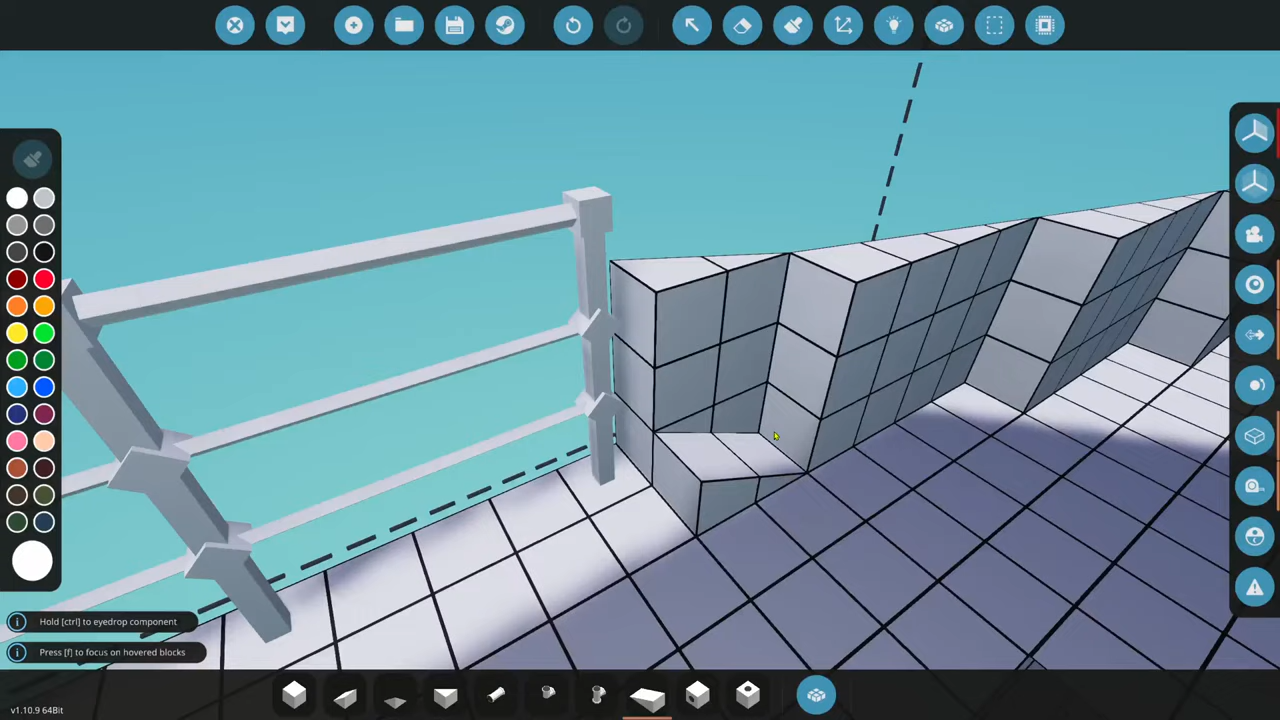 Hold [ctrl] to eyedrop component
Press [f] to focus on hovered blocks
v1.10.9 64Bit